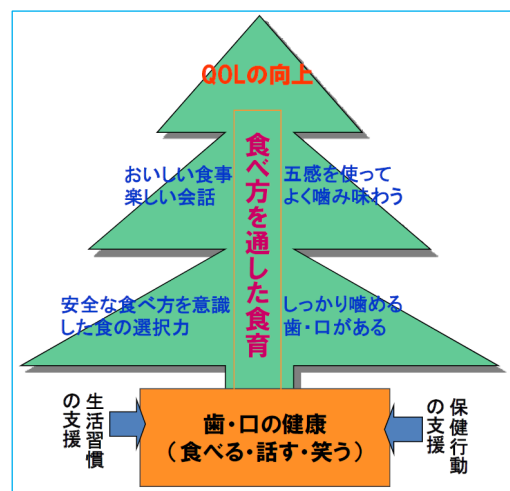 QOLの向上
食べ方を通した食育
おいしい食事
楽しい会話
五感を使って
よく噛み味わう
安全な食べ方を意識
した食の選択力
しっかり噛める
歯・口がある
生活習慣
の支援
歯・口の健康
（食べる・話す・笑う）
保健行動
の支援